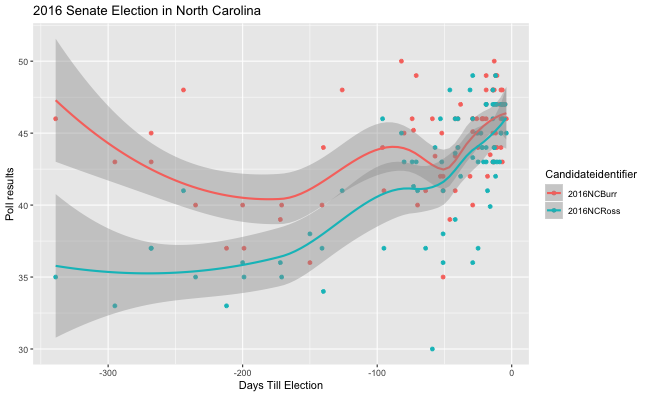 2016 Senate Election in North Carolina
Poll results
50
45
40
35
30
-300
-200
-100
0
Days Till Election
Candidateidentifier
2016NCBurr
2016NCRoss